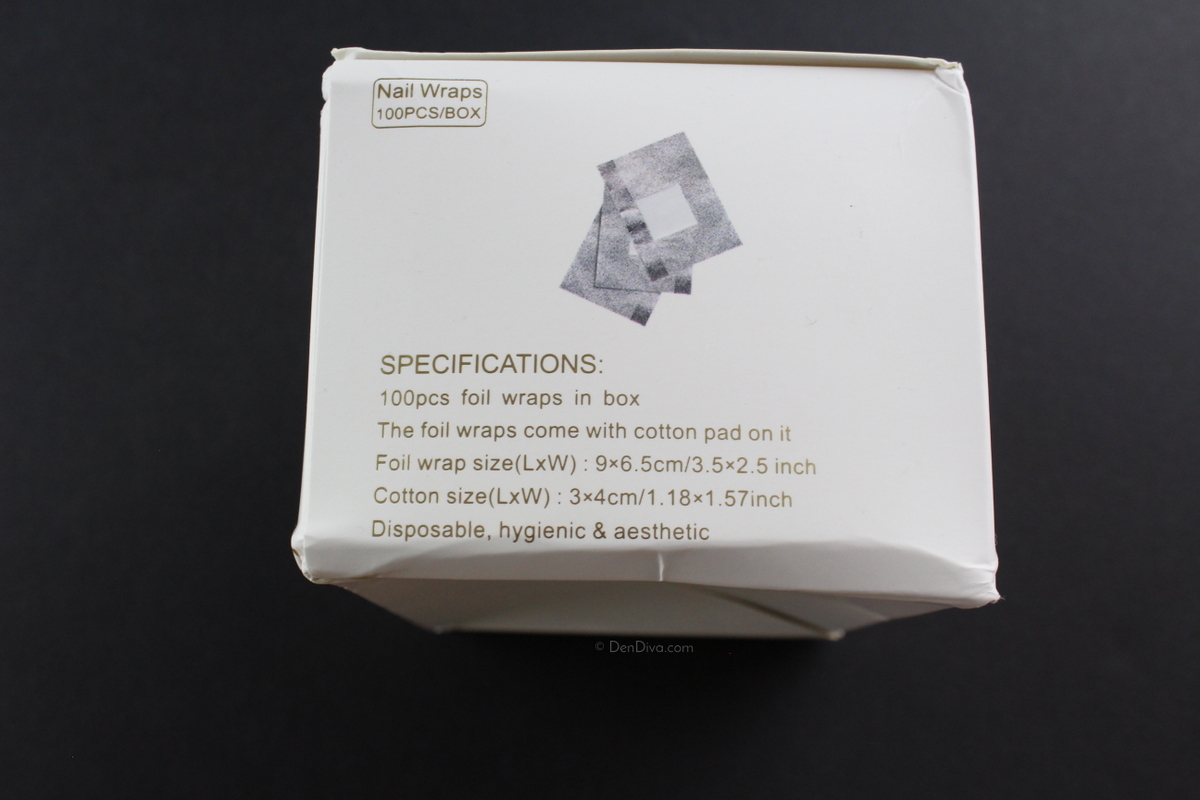 Nail Wraps
100PCS/BOX
SPECIFICATIONS:
100pcs foil wraps in box
The foil wraps come with cotton pad on it
Foil wrap size(LxW) : 9×6.5cm/3.5×2.5 inch
Cotton size(LxW) : 3×4cm/1.18×1.57inch
Disposable, hygienic & aesthetic
© DenDiva.com